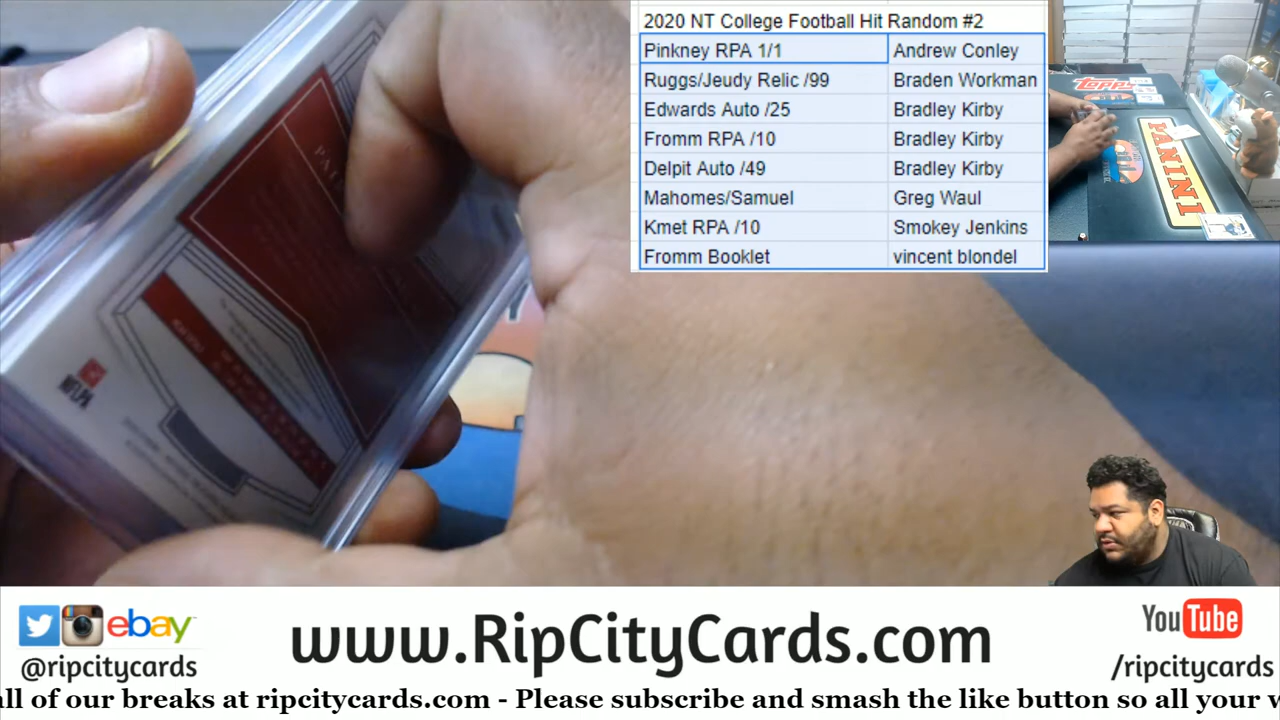 2020 NT College Football Hit Random #2
Pinkney RPA 1/1 Andrew Conley
Ruggs/Jeudy Relic /99 Braden Workman
Edwards Auto /25 Bradley Kirby
Fromm RPA /10 Bradley Kirby
Delpit Auto /49 Bradley Kirby
Mahomes/Samuel Greg Waul
Kmet RPA /10 Smokey Jenkins
Fromm Booklet vincent blondel
Topps
PANINI
NFLPA
ebay
@ripcitycards
www.RipCityCards.com
YouTube
/ripcitycards
all of our breaks at ripcitycards.com - Please subscribe and smash the like button so all your v